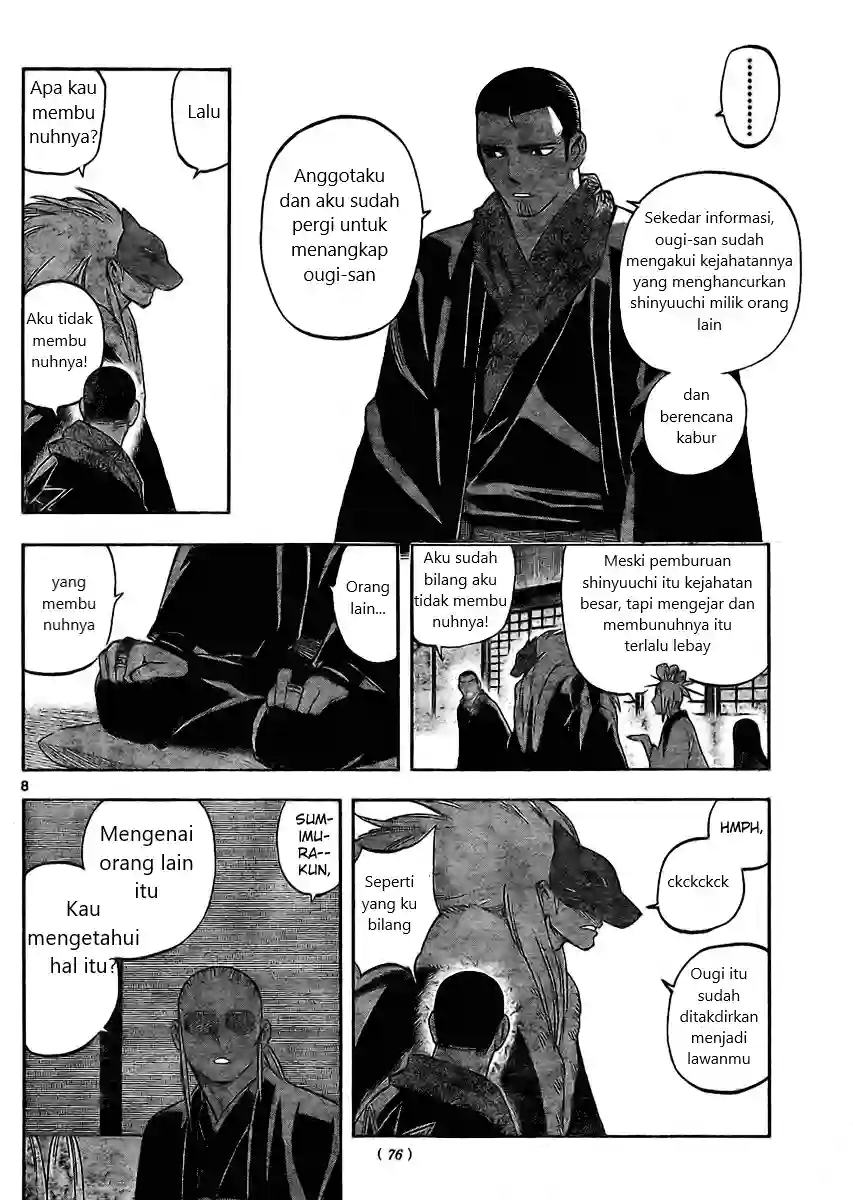 ..........
Sekedar informasi,
ougi-san sudah
mengakui kejahatannya
yang menghancurkan
shinyuuchi milik orang
lain
dan
berencana
kabur
Anggotaku
dan aku sudah
pergi untuk
menangkap
ougi-san
Lalu
Apa kau
membu
nuhnya?
Aku tidak
membu
nuhnya!
Meski pemburuan
shinyuuchi itu kejahatan
besar, tapi mengejar dan
membunuhnya itu
terlalu lebay
Aku sudah
bilang aku
tidak membu
nuhnya!
Orang
lain...
yang
membu
nuhnya
8
HMPH,
ckckckck
Ougi itu
sudah
ditakdirkan
menjadi
lawanmu
Seperti
yang ku
bilang
SUM-
IMU-
RA--
KUN,
Mengenai
orang lain
itu
Kau
mengetahui
hal itu?
( 76 )